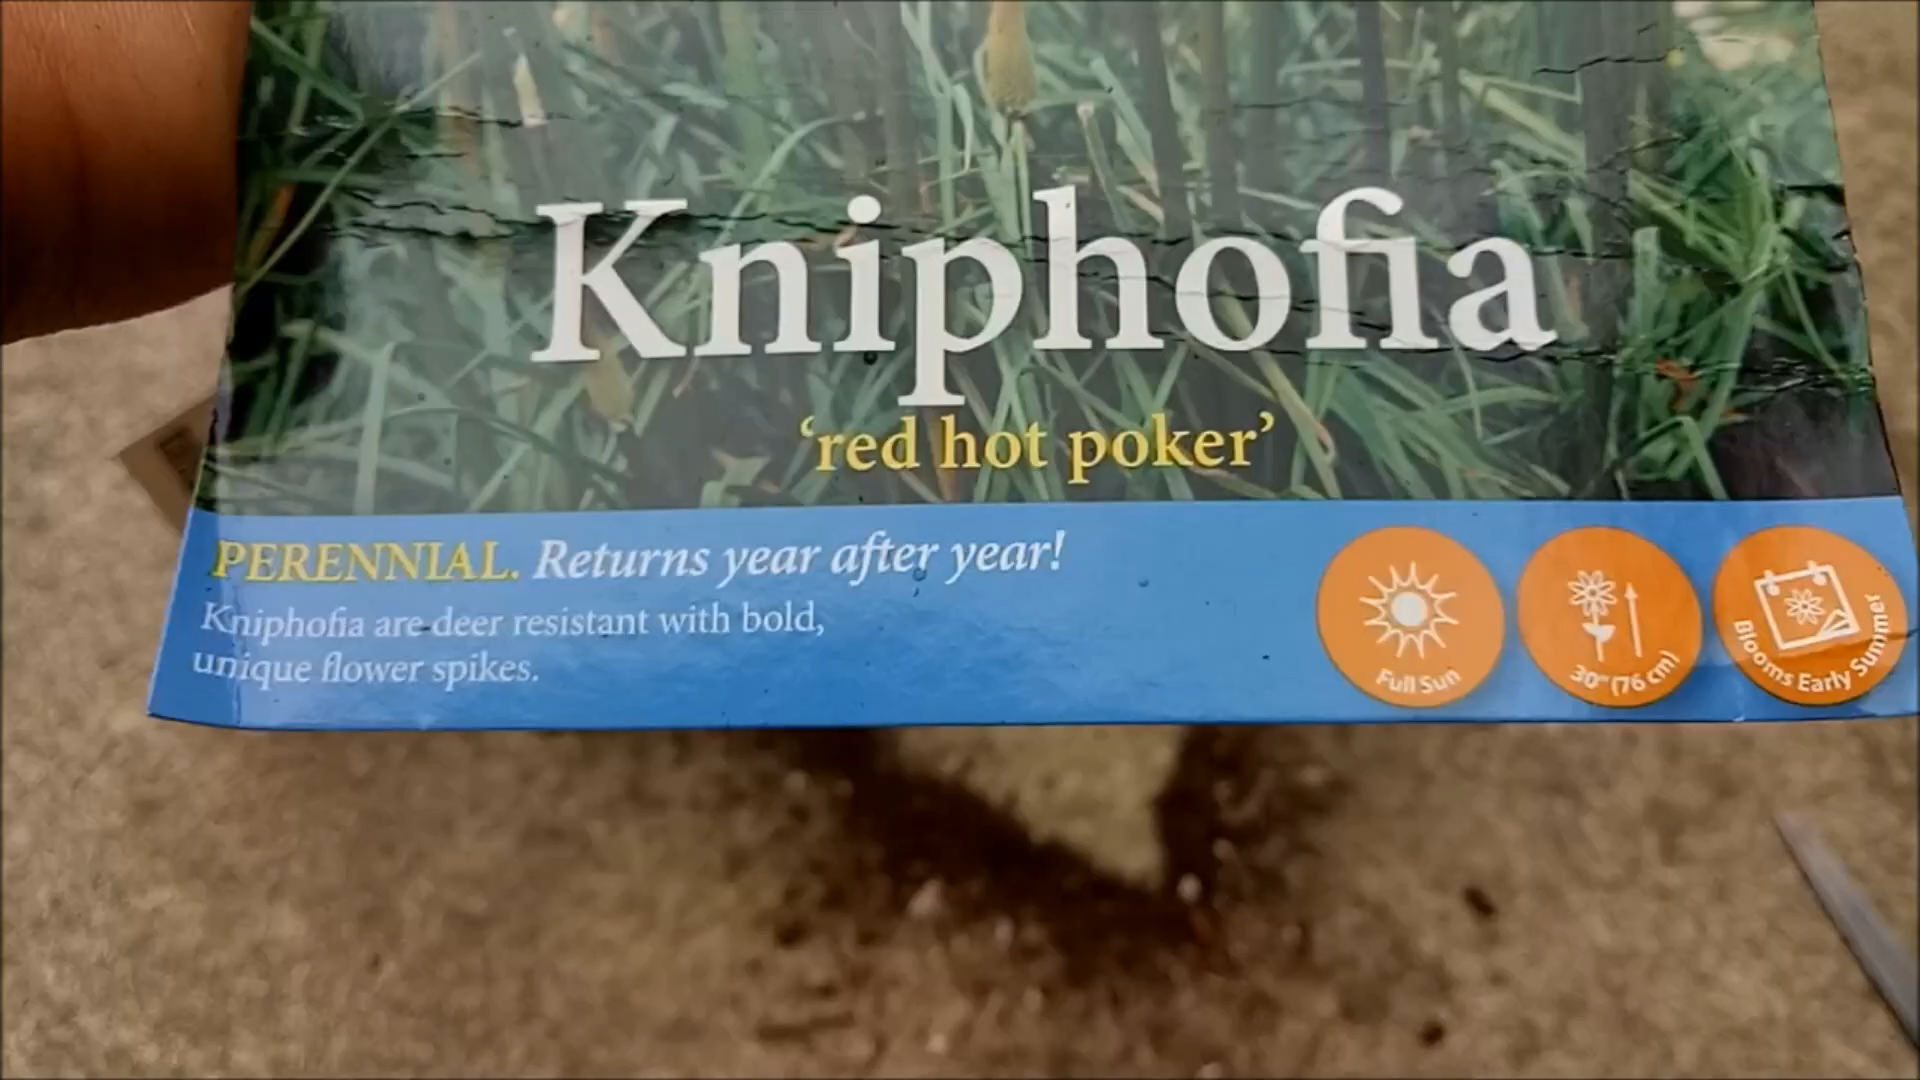 Kniphofia
‘red hot poker’
PERENNIAL. Returns year after year!
Kniphofia are deer resistant with bold,
unique flower spikes.
Full Sun
30" (76 cm)
Blooms Early Summer